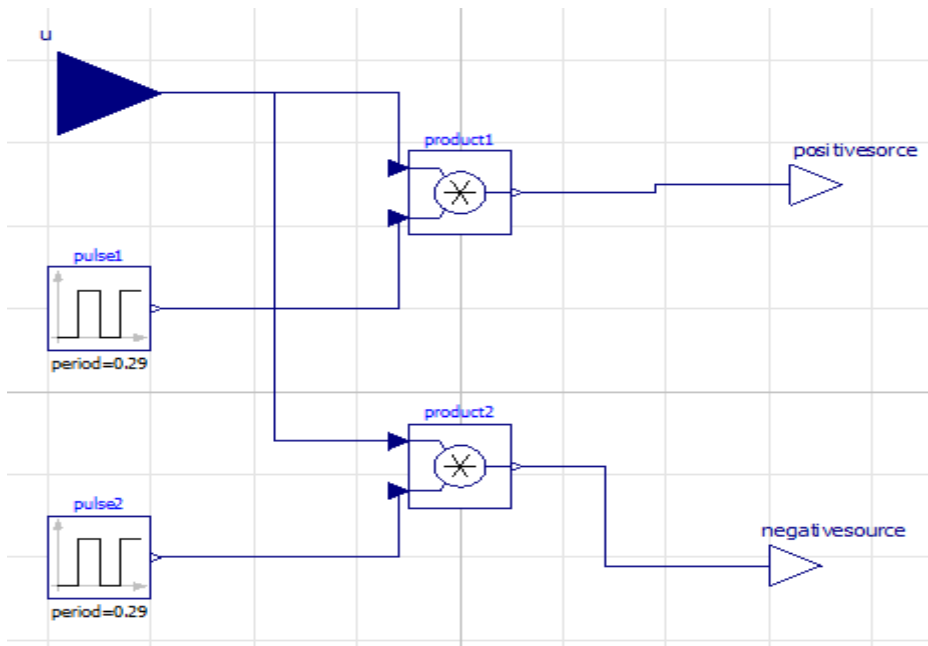 u
product1
positivesorce
pulse1
period=0.29
product2
pulse2
negativesource
period=0.29